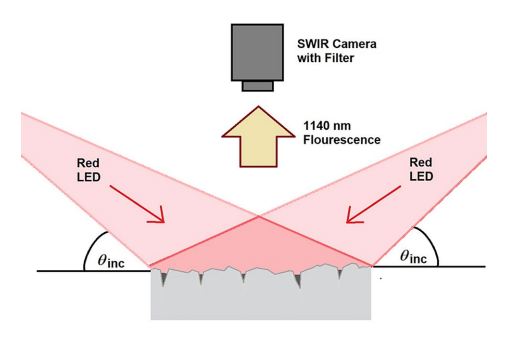 SWIR Camera
with Filter
1140 nm
Flourescence
Red
LED
Red
LED
θinc
θinc